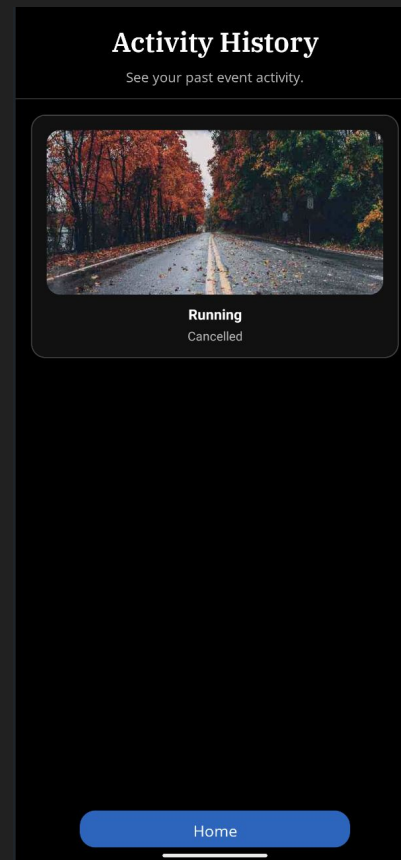 Activity History
See your past event activity.
Running
Cancelled
Home